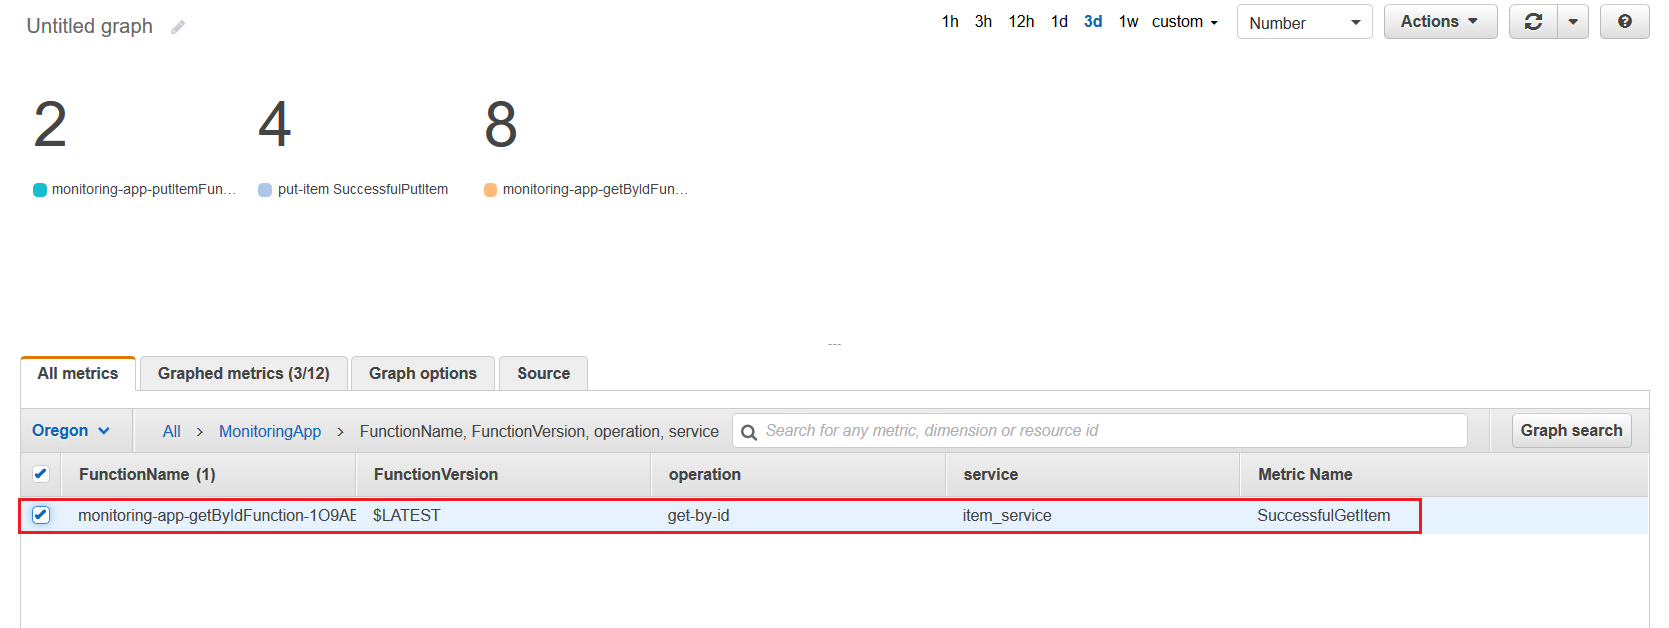 Untitled graph
1h 3h 12h 1d 3d 1w custom
Number
Actions
2 4 8
monitoring-app-putItemFun... put-item SuccessfulPutItem monitoring-app-getByIdFun...
All metrics
Graphed metrics (3/12)
Graph options
Source
Oregon
All > MonitoringApp > FunctionName, FunctionVersion, operation, service
Search for any metric, dimension or resource id
Graph search
FunctionName (1) FunctionVersion operation service Metric Name
monitoring-app-getByIdFunction-1O9AE $LATEST get-by-id item_service SuccessfulGetItem